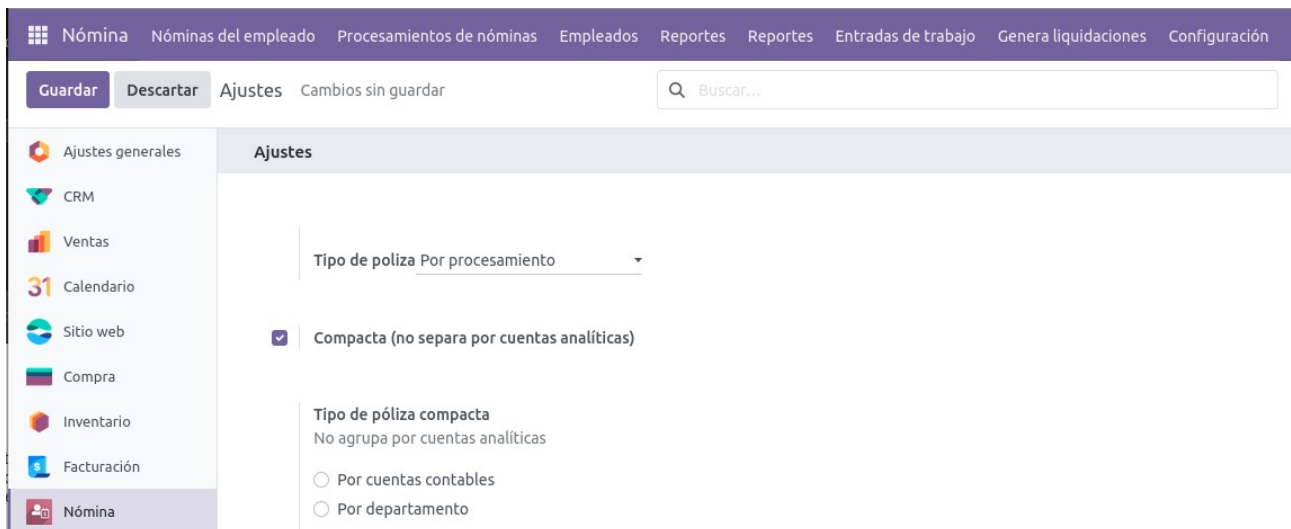 Nómina Nóminas del empleado Procesamientos de nóminas Empleados Reportes Reportes Entradas de trabajo Genera liquidaciones Configuración
Guardar Descartar Ajustes Cambios sin guardar Buscar...
Ajustes generales
CRM
Ventas
31 Calendario
Sitio web
Compra
Inventario
$ Facturación
Nómina
Ajustes
Tipo de poliza Por procesamiento
Compacta (no separa por cuentas analíticas)
Tipo de póliza compacta
No agrupa por cuentas analíticas
Por cuentas contables
Por departamento